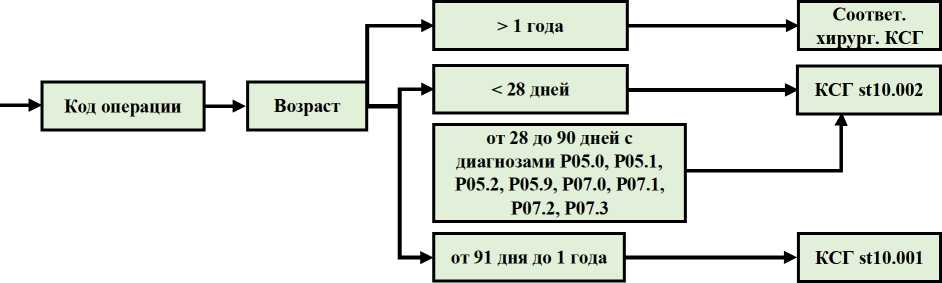 Код операции
Возраст
> 1 года
Соответ.
хирург. КСГ
< 28 дней
КСГ st10.002
от 28 до 90 дней с
диагнозами P05.0, P05.1,
P05.2, P05.9, P07.0, P07.1,
P07.2, P07.3
от 91 дня до 1 года
КСГ st10.001